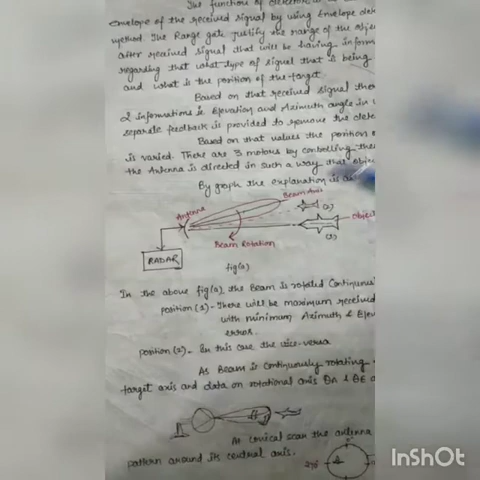 The function of detector is
envelope of the received signal by using Envelope
method. The Range gate justify the range of the
after received signal that will be having
regarding that what type of signal that is being
and what is the position of the target.
Based on that received signal
2 Informations ie Elevation and Azimuth angle in
separate feedback is provided to remove the
Based on that values the position
is varied. There are 3 motors by controlling
the Antenna is directed in such a way that
By graph the explanation is
Antenna
Beam Axis
(2)
Object
(1)
Beam Rotation
RADAR
fig(a)
In the above fig(a) the Beam is rotated
position (1) - There will be maximum received
with minimum Azimuth &
error.
position (2) - In this case the vice-versa
As Beam is continuously rotating
target axis and data on rotational axis θA & θE
At conical scan the antenna
pattern around its central axis.
InShOt